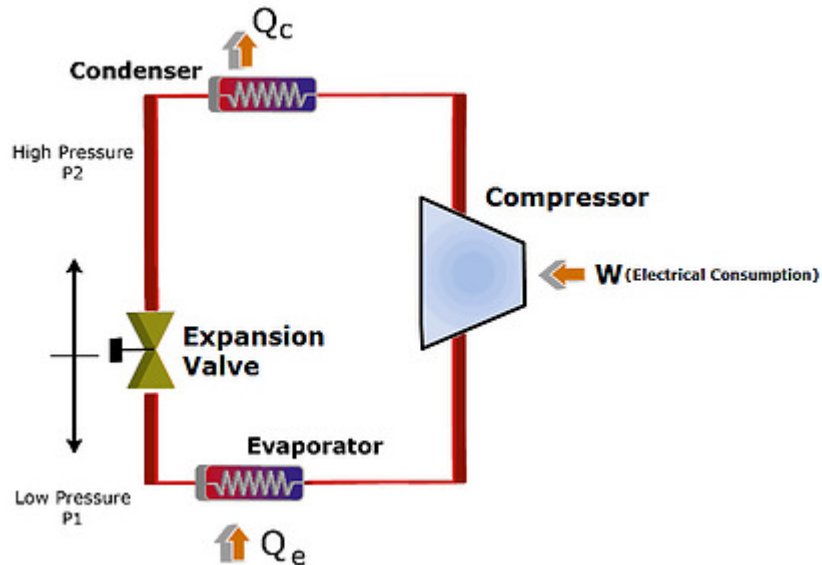 Qc
Condenser
High Pressure
P2
Compressor
W (Electrical Consumption)
Expansion
Valve
Evaporator
Low Pressure
P1
Qe